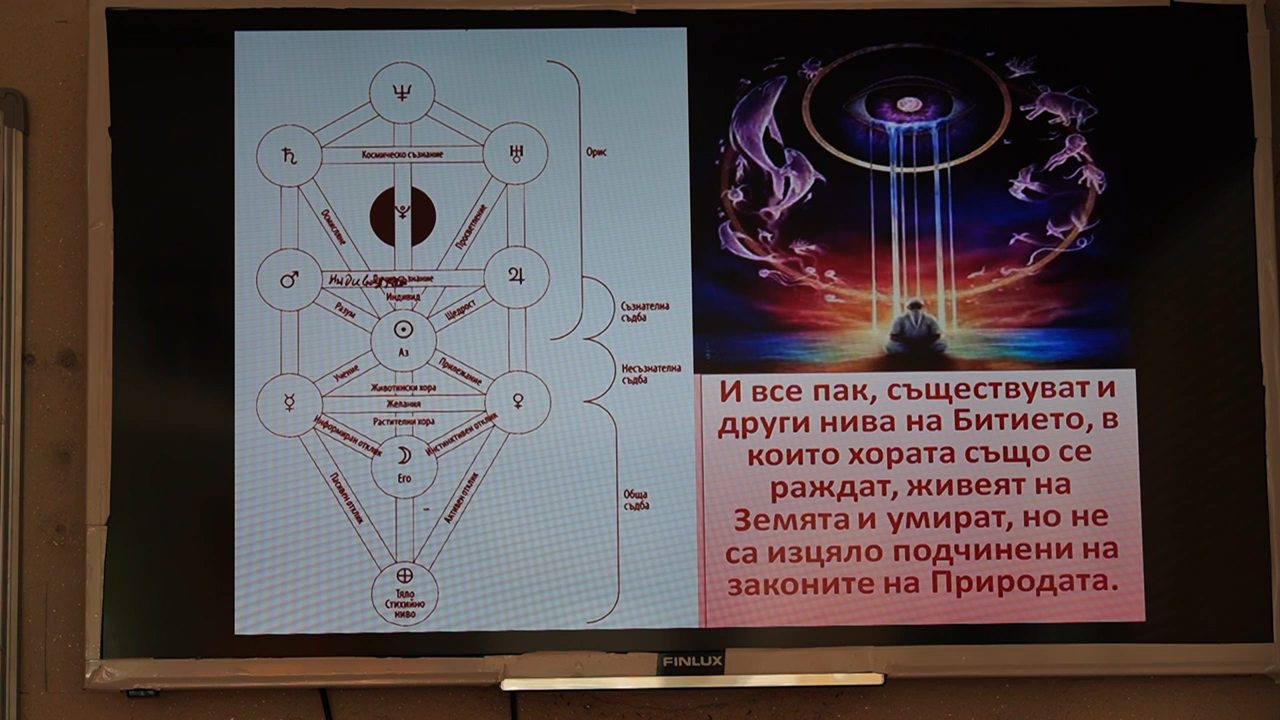 Космическо съзнание
Орис
Осмисляне
Просветление
Индивид
Разум
Щедрост
Съзнателна
съдба
Аз
Несъзнателна
съдба
Учение
Прилежание
Животински хора
Желания
Растителни хора
Информиран отклик
Инстинктивен отклик
Его
Пасивен отклик
Активен отклик
Обща
съдба
Тяло
Стихийно
ниво
И все пак, съществуват и
други нива на Битието, в
които хората също се
раждат, живеят на
Земята и умират, но не
са изцяло подчинени на
законите на Природата.
FINLUX